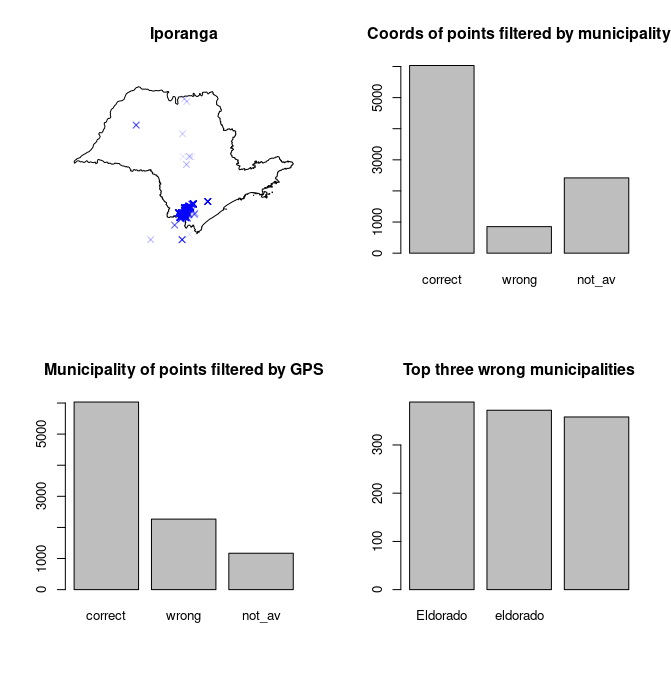 Iporanga
Coords of points filtered by municipality
5000
3000
1000
0
correct wrong not_av
Municipality of points filtered by GPS
5000
3000
1000
0
correct wrong not_av
Top three wrong municipalities
300
200
100
0
Eldorado eldorado